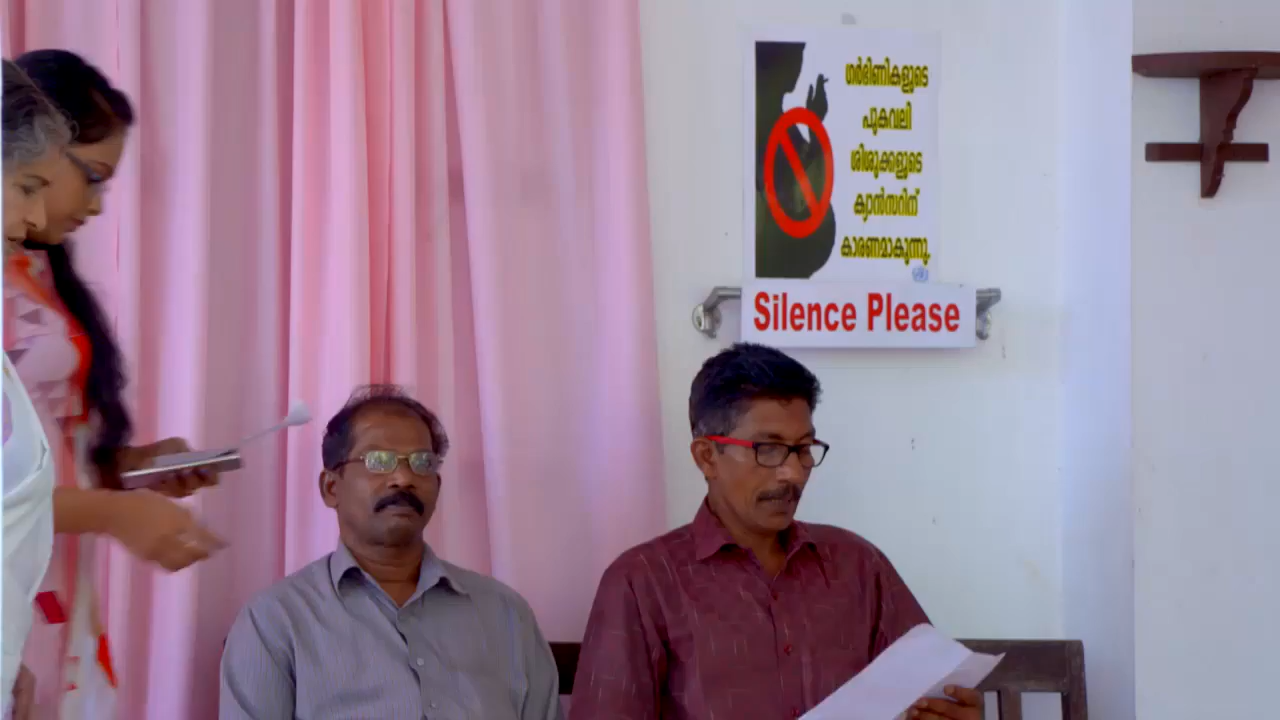 ഗർഭിണികളുടെ
പുകവലി
ശിശുക്കളുടെ
ക്യാൻസറിന്
കാരണമാകുന്നു.
Silence Please